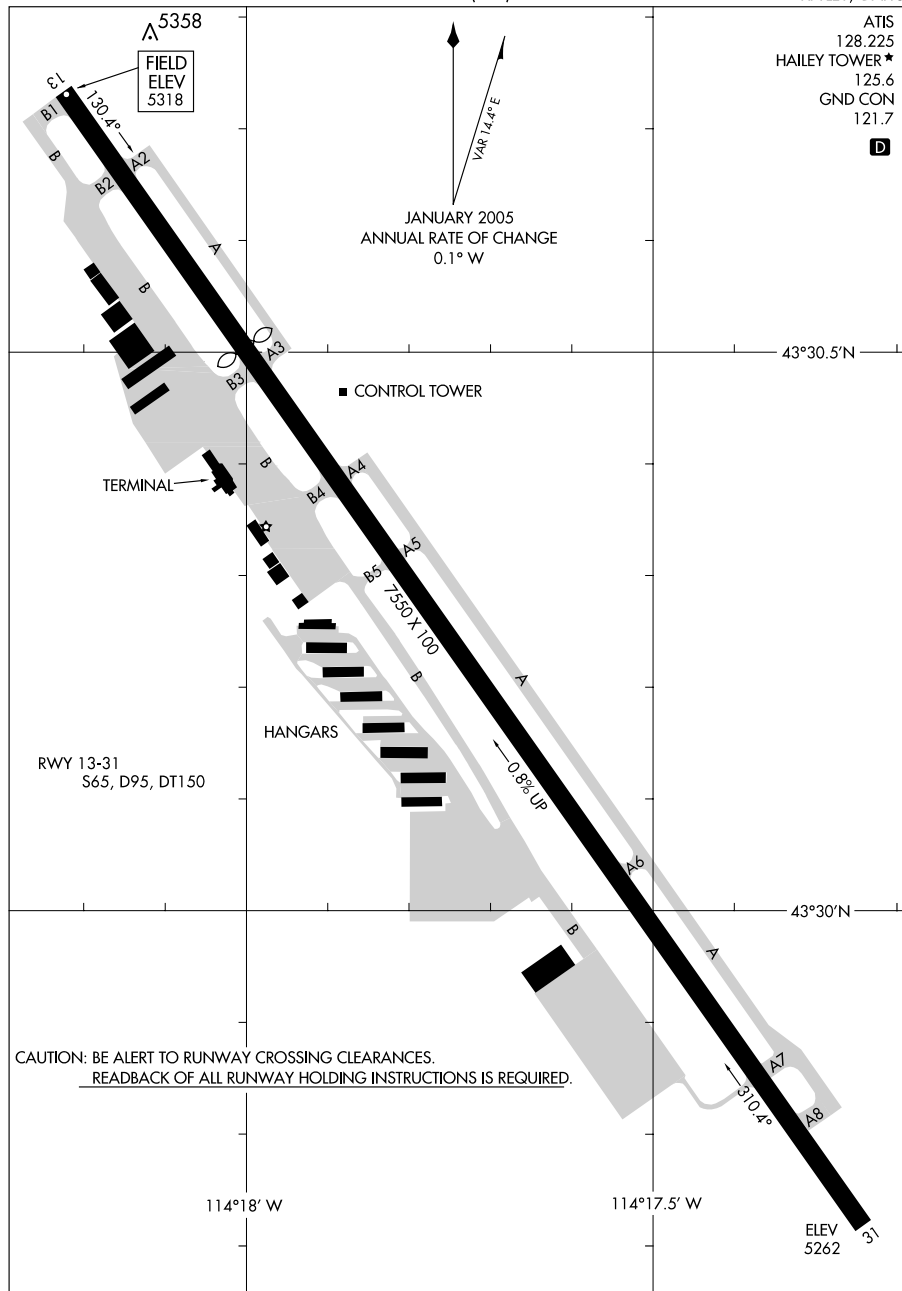 5358
FIELD
ELEV
5318
13
130.4°
B1
B
B2
A2
A
B
VAR 14.4° E
JANUARY 2005
ANNUAL RATE OF CHANGE
0.1° W
ATIS
128.225
HAILEY TOWER★
125.6
GND CON
121.7
D
A3
B3
43°30.5'N
CONTROL TOWER
B
TERMINAL
A4
B4
A5
B5
7550 X 100
B
A
HANGARS
RWY 13-31
S65, D95, DT150
0.8% UP
A6
43°30'N
B
A
CAUTION: BE ALERT TO RUNWAY CROSSING CLEARANCES.
READBACK OF ALL RUNWAY HOLDING INSTRUCTIONS IS REQUIRED.
A7
310.4°
A8
114°18' W
114°17.5' W
ELEV
5262
31